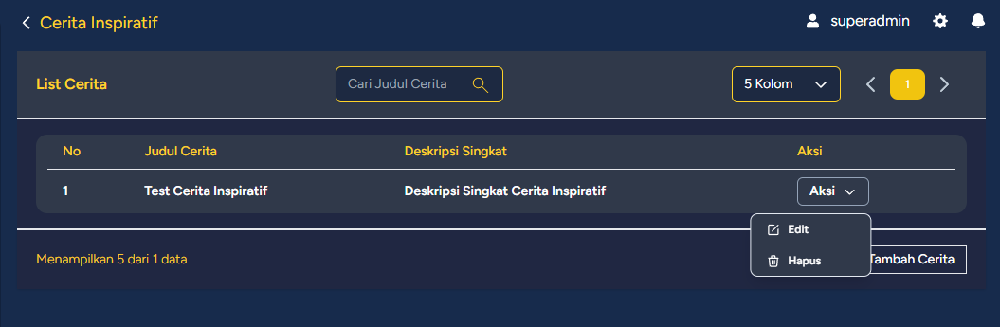 Cerita Inspiratif
superadmin
List Cerita
Cari Judul Cerita
5 Kolom
1
No Judul Cerita Deskripsi Singkat Aksi
1 Test Cerita Inspiratif Deskripsi Singkat Cerita Inspiratif Aksi
Edit
Hapus
Menampilkan 5 dari 1 data
Tambah Cerita